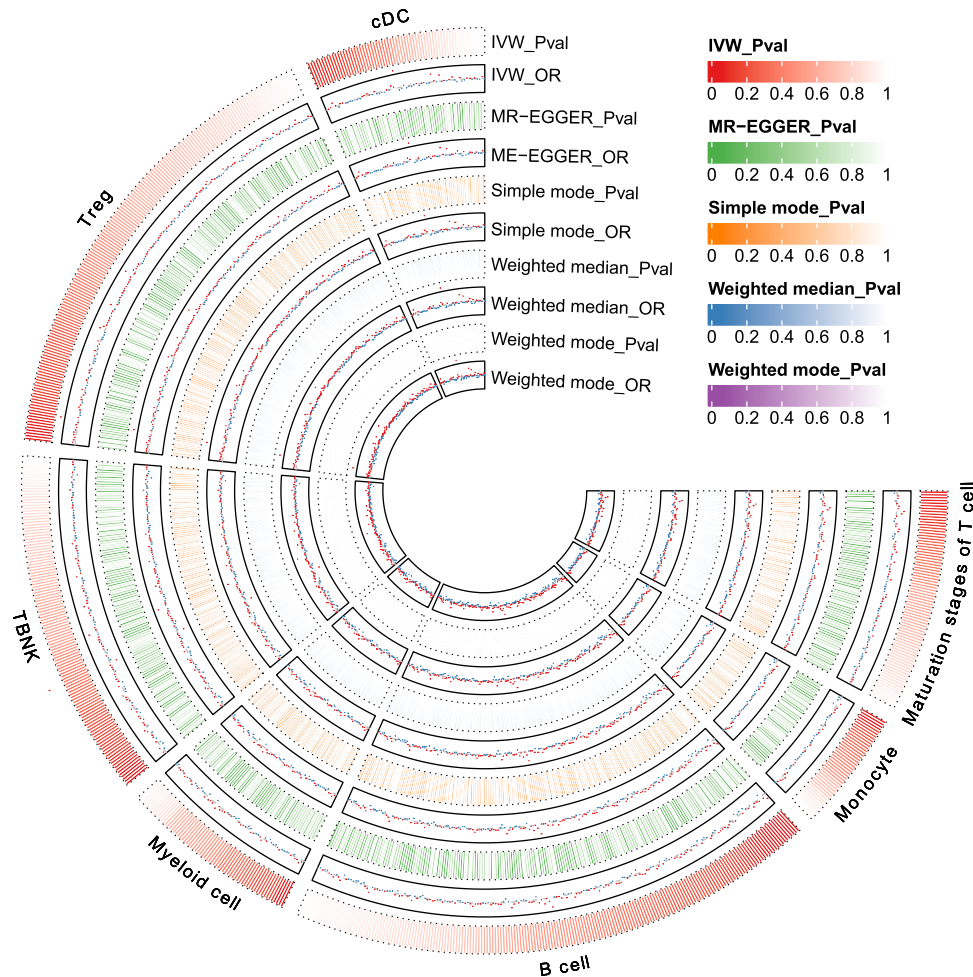 cDC
IVW_Pval
IVW_OR
MR−EGGER_Pval
ME−EGGER_OR
Simple mode_Pval
Simple mode_OR
Weighted median_Pval
Weighted median_OR
Weighted mode_Pval
Weighted mode_OR
IVW_Pval
0 0.2 0.4 0.6 0.8 1
MR−EGGER_Pval
0 0.2 0.4 0.6 0.8 1
Simple mode_Pval
0 0.2 0.4 0.6 0.8 1
Weighted median_Pval
0 0.2 0.4 0.6 0.8 1
Weighted mode_Pval
0 0.2 0.4 0.6 0.8 1
Treg
TBNK
Myeloid cell
B cell
Monocyte
Maturation stages of T cell